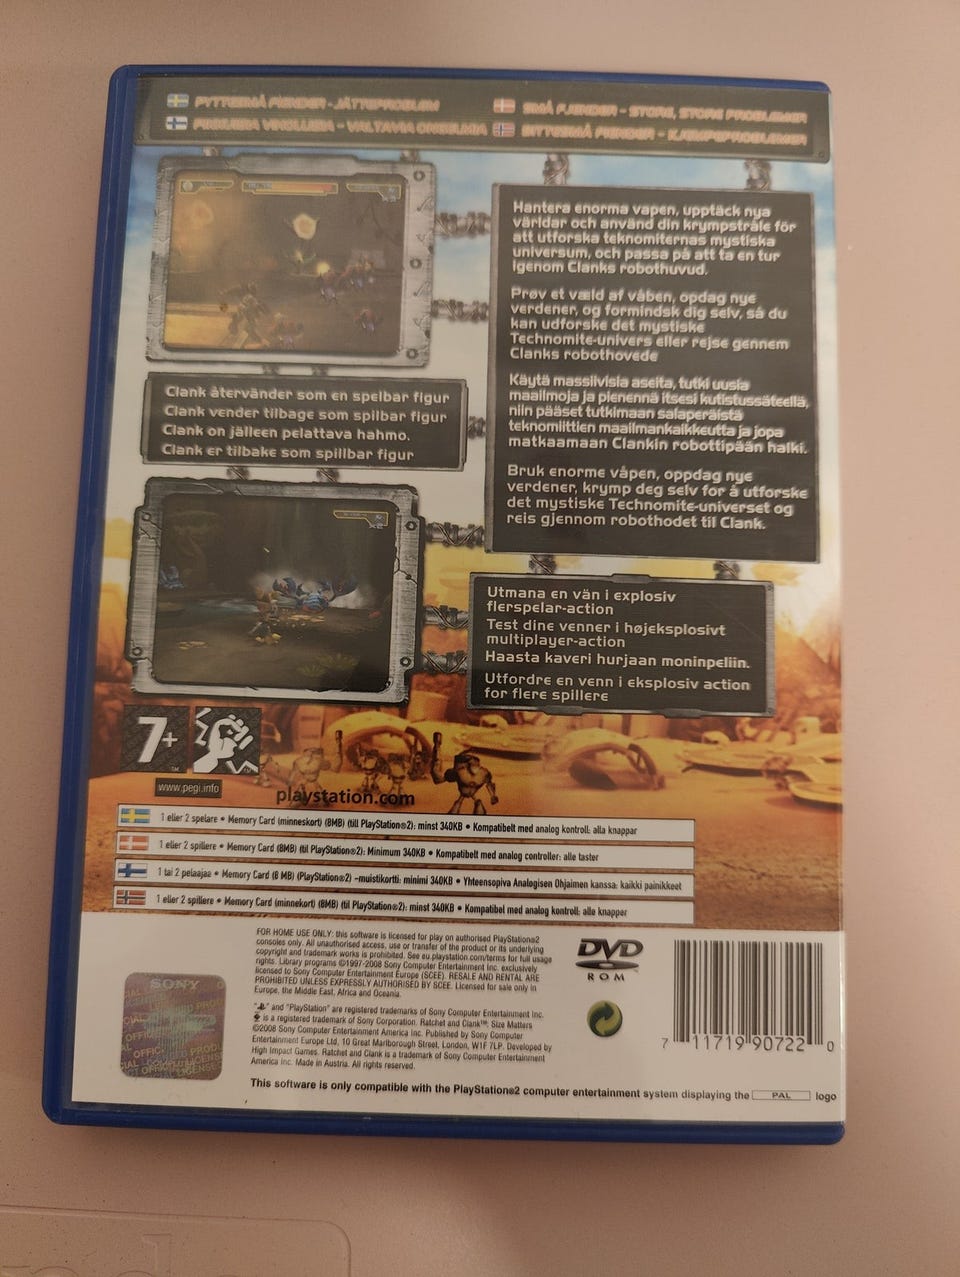 PYTTESMÅ FIENDER - JÄTTEPROBLEM
SMÅ FJENDER - STORE, STORE PROBLEMER
VIHOLLISIA - VALTAVIA ONGELMIA
BITTESMÅ FIENDER - KJEMPEPROBLEMER
Hantera enorma vapen, upptäck nya
världar och använd din krympstråle för
att utforska teknomiternas mystiska
universum, och passa på att ta en tur
igenom Clanks robothuvud.
Prøv et væld af våben, opdag nye
verdener, og formindsk dig selv, så du
kan udforske det mystiske
Technomite-univers eller rejse gennem
Clanks robothovede
Käytä massiivisia aseita, tutki uusia
maailmoja ja pienennä itsesi kutistussäteellä,
niin pääset tutkimaan salaperäistä
teknomiittien maailmankaikkeutta ja jopa
matkaamaan Clankin robottipään halki.
Bruk enorme våpen, oppdag nye
verdener, krymp deg selv for å utforske
det mystiske Technomite-universet og
reis gjennom robothodet til Clank.
Clank återvänder som en spelbar figur
Clank vender tilbage som spilbar figur
Clank on jälleen pelattava hahmo.
Clank er tilbake som spillbar figur
Utmana en vän i explosiv
flerspelar-action
Test dine venner i højeksplosivt
multiplayer-action
Haasta kaveri hurjaan moninpeliin.
Utfordre en venn i eksplosiv action
for flere spillere
7+
TM
www.pegi.info
playstation.com
1 eller 2 spelare • Memory Card (minneskort) (8MB) (till PlayStation®2): minst 340KB • Kompatibelt med analog kontroll: alla knappar
1 eller 2 spillere • Memory Card (8MB) (til PlayStation®2): Minimum 340KB • Kompatibelt med analog controller: alle taster
1 tai 2 pelaajaa • Memory Card (8 MB) (PlayStation®2) -muistikortti: minimi 340KB • Yhteensopiva Analogisen Ohjaimen kanssa: kaikki painikkeet
1 eller 2 spillere • Memory Card (minnekort) (8MB) (til PlayStation®2): minst 340KB • Kompatibel med analog kontroll: alle knapper
FOR HOME USE ONLY: this software is licensed for play on authorised PlayStation®2
consoles only. All unauthorised access, use or transfer of the product or its underlying
copyright and trademark works is prohibited. See eu.playstation.com/terms for full usage
rights. Library programs ©1997-2008 Sony Computer Entertainment Inc. exclusively
licensed to Sony Computer Entertainment Europe (SCEE). RESALE AND RENTAL ARE
PROHIBITED UNLESS EXPRESSLY AUTHORISED BY SCEE. Licensed for sale only in
Europe, the Middle East, Africa and Oceania.
" " and "PlayStation" are registered trademarks of Sony Computer Entertainment Inc.
is a registered trademark of Sony Corporation. Ratchet and Clank™: Size Matters
©2008 Sony Computer Entertainment America Inc. Published by Sony Computer
Entertainment Europe Ltd, 10 Great Marlborough Street, London, W1F 7LP. Developed by
High Impact Games. Ratchet and Clank is a trademark of Sony Computer Entertainment
America Inc. Made in Austria. All rights reserved.
This software is only compatible with the PlayStation®2 computer entertainment system displaying the PAL logo
SONY
DVD
ROM
7 11719 90722 0